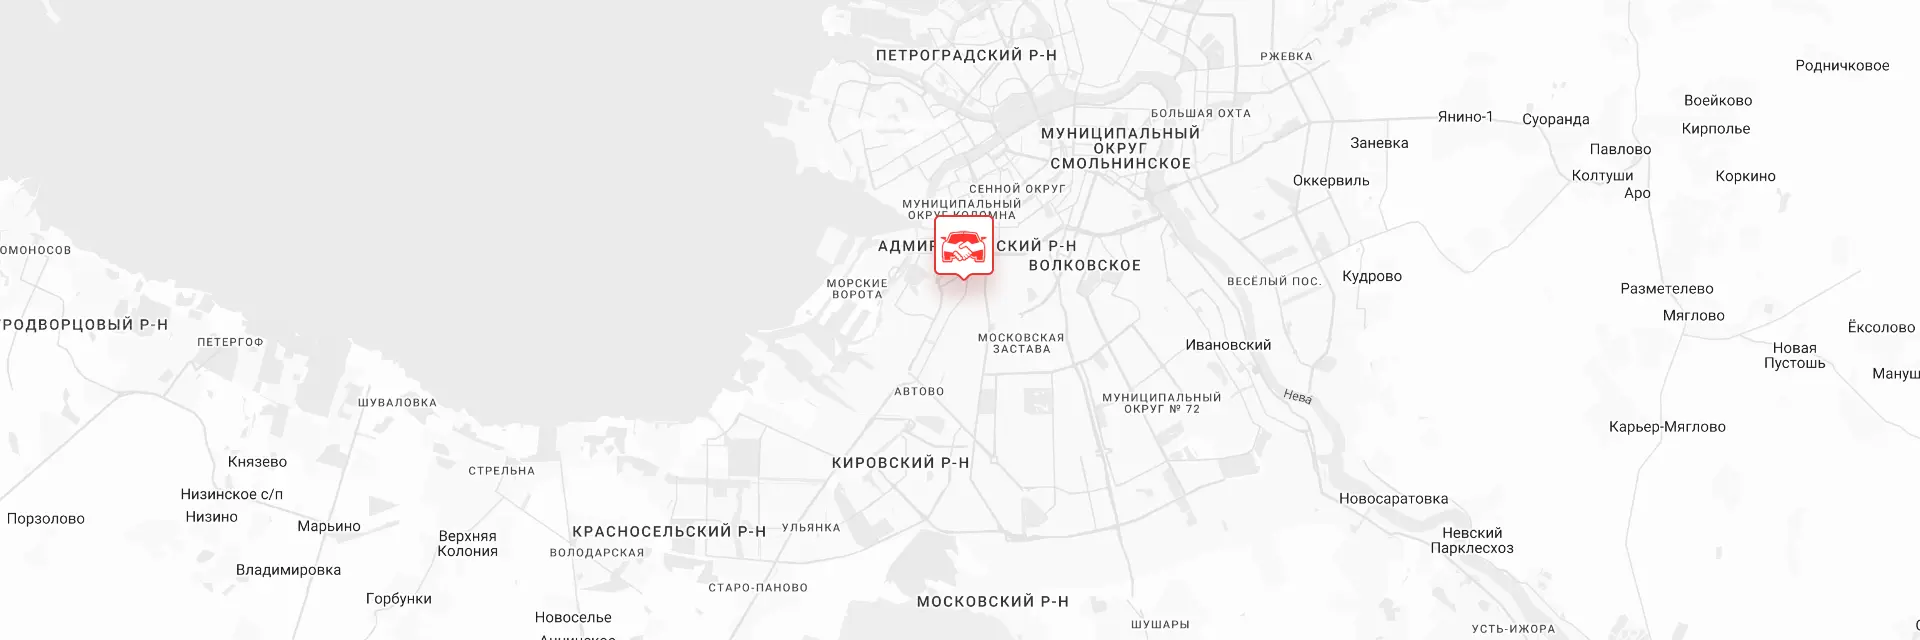 ПЕТРОГРАДСКИЙ Р-Н
РЖЕВКА
Родничковое
Воейково
БОЛЬШАЯ ОХТА
Янино-1
Суоранда
Кирполье
МУНИЦИПАЛЬНЫЙ
ОКРУГ
СМОЛЬНИНСКОЕ
Заневка
Павлово
Колтуши
Коркино
Оккервиль
Аро
СЕННОЙ ОКРУГ
МУНИЦИПАЛЬНЫЙ
ОКРУГ КОЛОМНА
ОМОНОСОВ
АДМИР
СКИЙ Р-Н
ВОЛКОВСКОЕ
МОРСКИЕ
ВОРОТА
ВЕСЁЛЫЙ ПОС.
Кудрово
Разметелево
Мяглово
Ёксолово
РОДВОРЦОВЫЙ Р-Н
ПЕТЕРГОФ
МОСКОВСКАЯ
ЗАСТАВА
Ивановский
Новая
Пустошь
Мануш
АВТОВО
ШУВАЛОВКА
МУНИЦИПАЛЬНЫЙ
ОКРУГ № 72
Нева
Карьер-Мяглово
Князево
СТРЕЛЬНА
КИРОВСКИЙ Р-Н
Низинское с/п
Низино
Новосаратовка
Порзолово
Марьино
Верхняя
Колония
КРАСНОСЕЛЬСКИЙ Р-Н
УЛЬЯНКА
ВОЛОДАРСКАЯ
Невский
Парклесхоз
Владимировка
СТАРО-ПАНОВО
Горбунки
МОСКОВСКИЙ Р-Н
Новоселье
ШУШАРЫ
УСТЬ-ИЖОРА